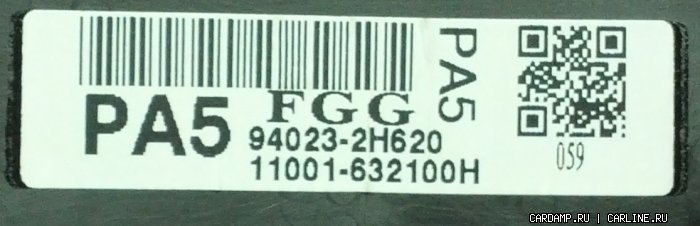 PA5 FGG PA5
94023-2H620
11001-632100H
059
CARDAMP.RU | CARLINE.RU